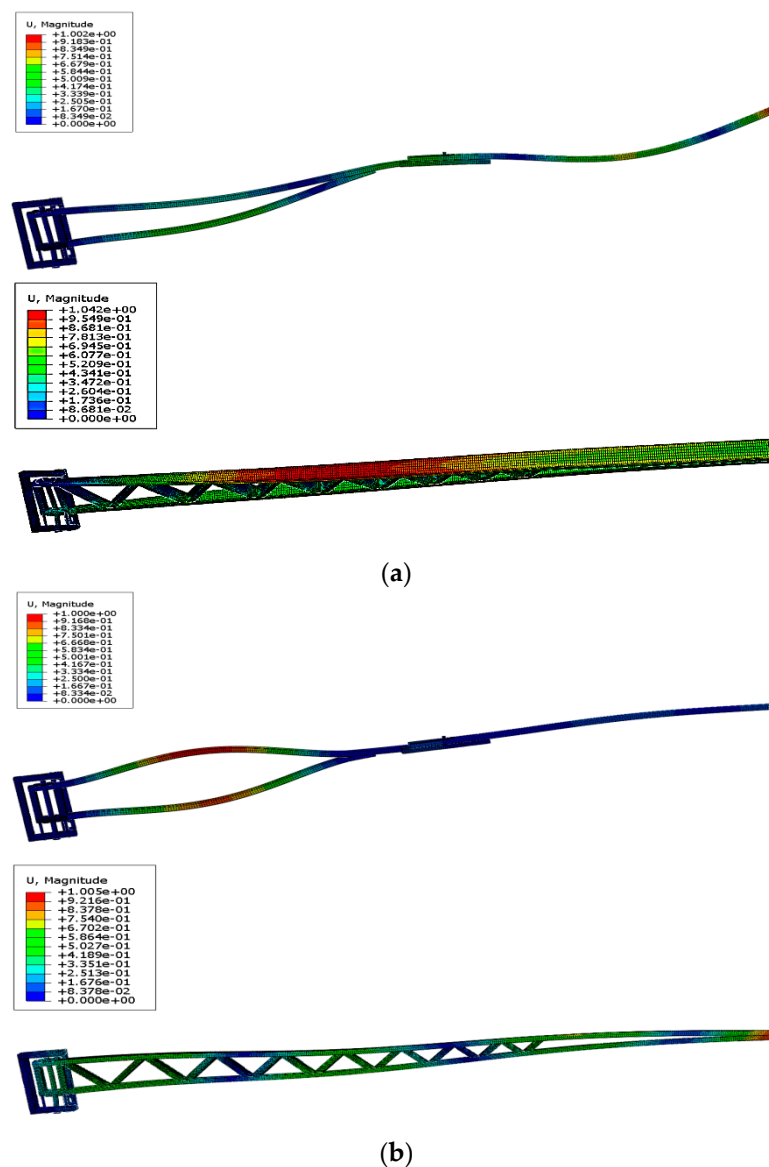 U, Magnitude
+1.002e+00
+9.183e-01
+8.349e-01
+7.514e-01
+6.679e-01
+5.844e-01
+5.009e-01
+4.174e-01
+3.339e-01
+2.505e-01
+1.670e-01
+8.349e-02
+0.000e+00
U, Magnitude
+1.042e+00
+9.549e-01
+8.681e-01
+7.813e-01
+6.945e-01
+6.077e-01
+5.209e-01
+4.341e-01
+3.472e-01
+2.604e-01
+1.736e-01
+8.681e-02
+0.000e+00
(a)
U, Magnitude
+1.000e+00
+9.168e-01
+8.334e-01
+7.501e-01
+6.668e-01
+5.834e-01
+5.001e-01
+4.167e-01
+3.334e-01
+2.500e-01
+1.667e-01
+8.334e-02
+0.000e+00
U, Magnitude
+1.005e+00
+9.216e-01
+8.378e-01
+7.540e-01
+6.702e-01
+5.864e-01
+5.027e-01
+4.189e-01
+3.351e-01
+2.513e-01
+1.676e-01
+8.378e-02
+0.000e+00
(b)